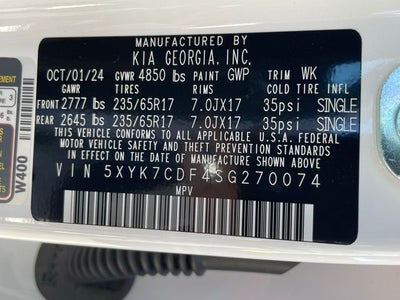 MANUFACTURED BY
KIA GEORGIA, INC.
OCT/01/24 GVWR 4850 lbs PAINT GWP TRIM WK
GAWR TIRES RIMS COLD TIRE INFL
FRONT 2777 lbs 235/65R17 7.0JX17 35psi SINGLE
REAR 2645 lbs 235/65R17 7.0JX17 35psi SINGLE
THIS VEHICLE CONFORMS TO ALL APPLICABLE U.S.A. FEDERAL
MOTOR VEHICLE SAFETY AND THEFT PREVENTION STANDARDS
IN EFFECT ON THE DATE OF MANUFACTURE SHOWN ABOVE.
VIN 5XYK7CDF4SG270074
MPV
W400